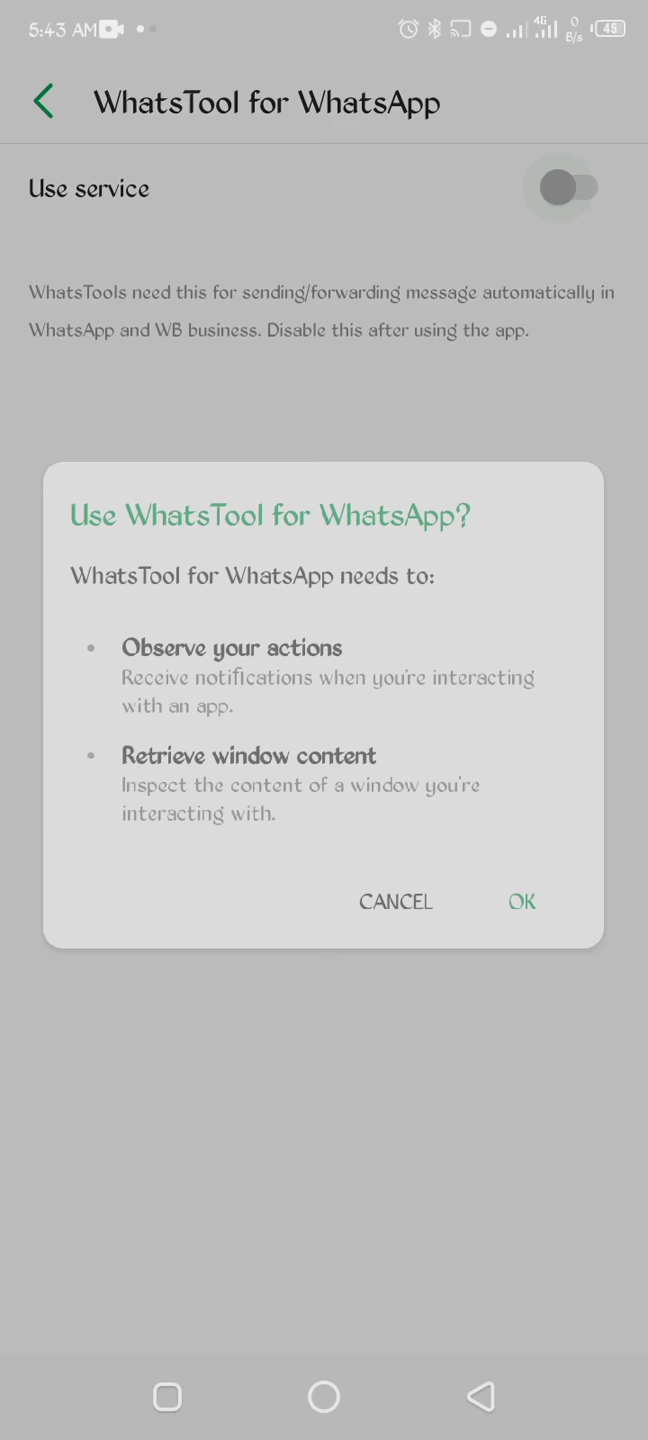 5:43 AM
4G
0
B/s
45
WhatsTool for WhatsApp
Use service
WhatsTools need this for sending/forwarding message automatically in
WhatsApp and WB business. Disable this after using the app.
Use WhatsTool for WhatsApp?
WhatsTool for WhatsApp needs to:
• Observe your actions
Receive notifications when you're interacting
with an app.
• Retrieve window content
Inspect the content of a window you're
interacting with.
CANCEL OK